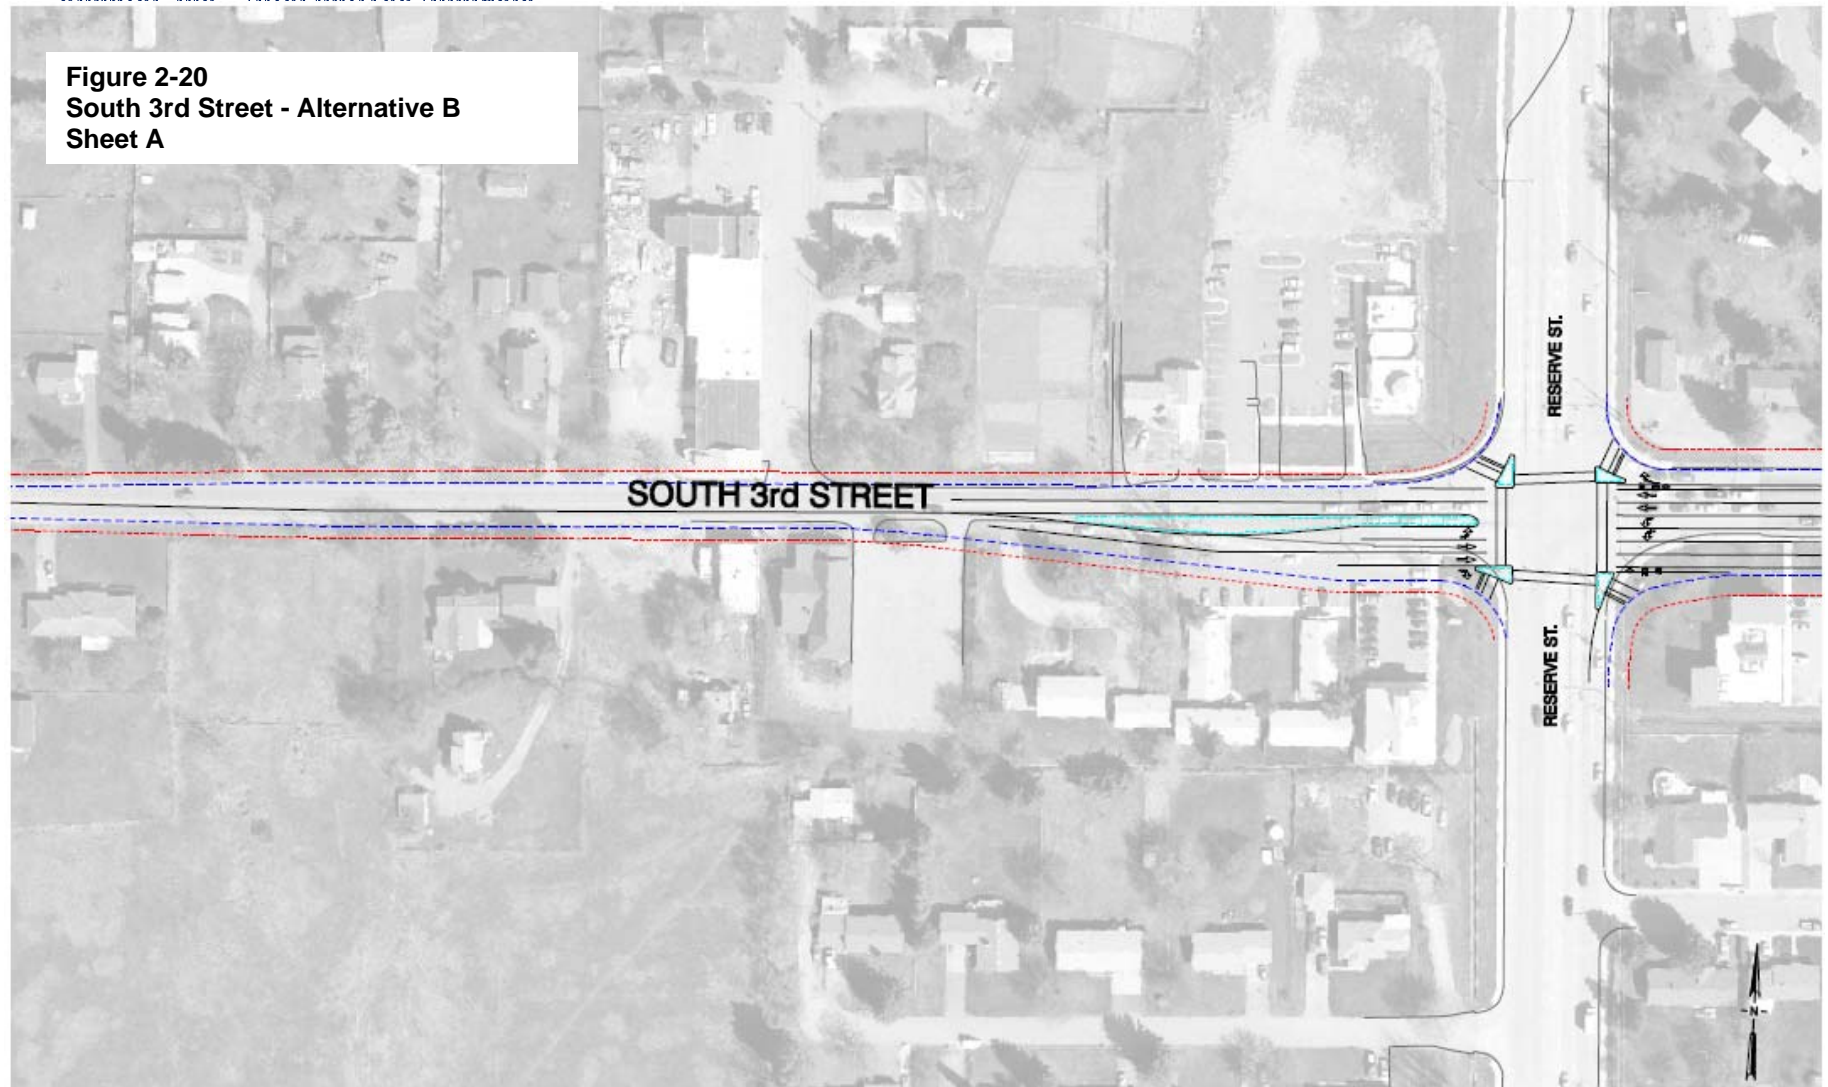 Figure 2-20
South 3rd Street - Alternative B
Sheet A
RESERVE ST.
SOUTH 3rd STREET
RESERVE ST.
N